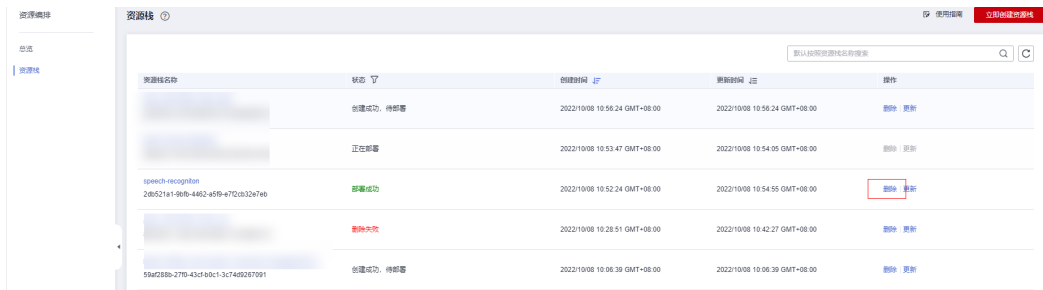 资源编排
总览
资源栈
资源栈
使用指南
立即创建资源栈
默认按照资源栈名称搜索
资源栈名称 状态 创建时间 更新时间 操作
创建成功，待部署 2022/10/08 10:56:24 GMT+08:00 2022/10/08 10:56:24 GMT+08:00 删除 更新
正在部署 2022/10/08 10:53:47 GMT+08:00 2022/10/08 10:54:05 GMT+08:00 删除 更新
speech-recogniton
2db521a1-9bfb-4462-a5f9-e7f2cb32e7eb 部署成功 2022/10/08 10:52:24 GMT+08:00 2022/10/08 10:54:55 GMT+08:00 删除 更新
删除失败 2022/10/08 10:28:51 GMT+08:00 2022/10/08 10:42:27 GMT+08:00 删除 更新
59af288b-27f0-43cf-b0c1-3c74d9267091 创建成功，待部署 2022/10/08 10:06:39 GMT+08:00 2022/10/08 10:06:39 GMT+08:00 删除 更新